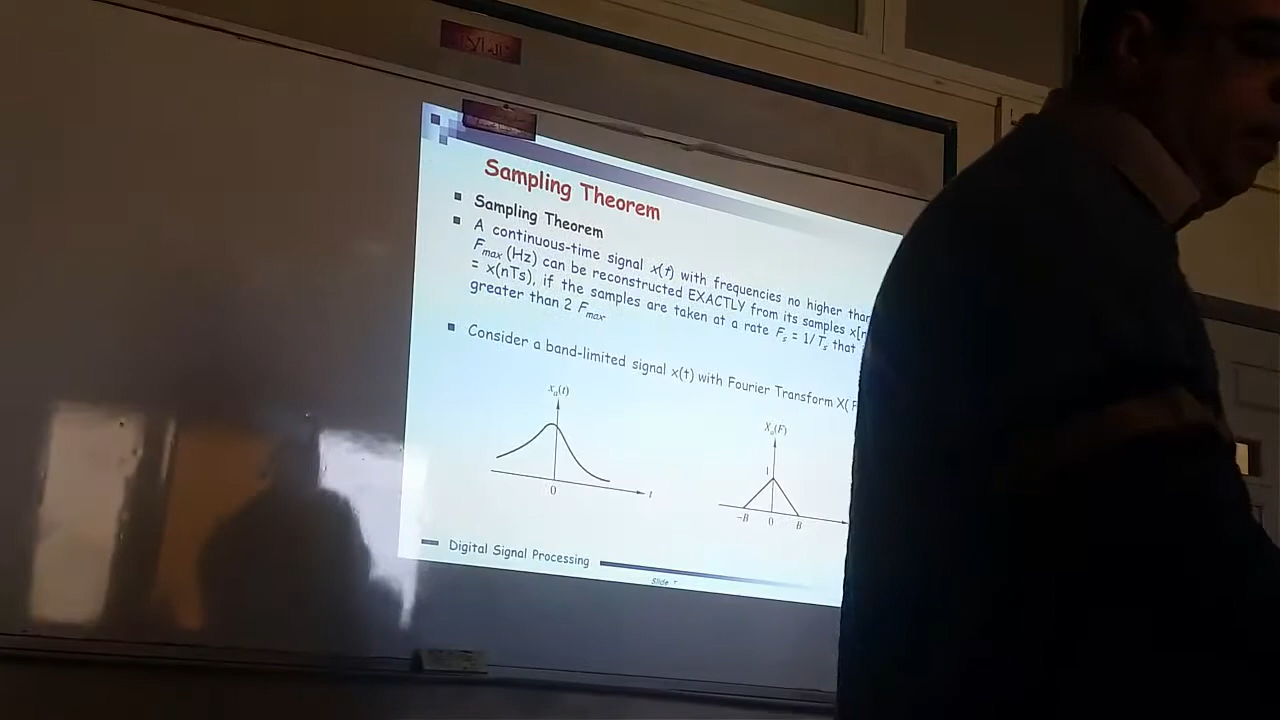 Sampling Theorem
Sampling Theorem
A continuous-time signal x(t) with frequencies no higher than
Fmax (Hz) can be reconstructed EXACTLY from its samples x[n
= x(nTs), if the samples are taken at a rate Fs = 1/Ts that
greater than 2 Fmax
Consider a band-limited signal x(t) with Fourier Transform X(F
xa(t)
0
t
Xa(F)
1
-B 0 B
Digital Signal Processing
Slide